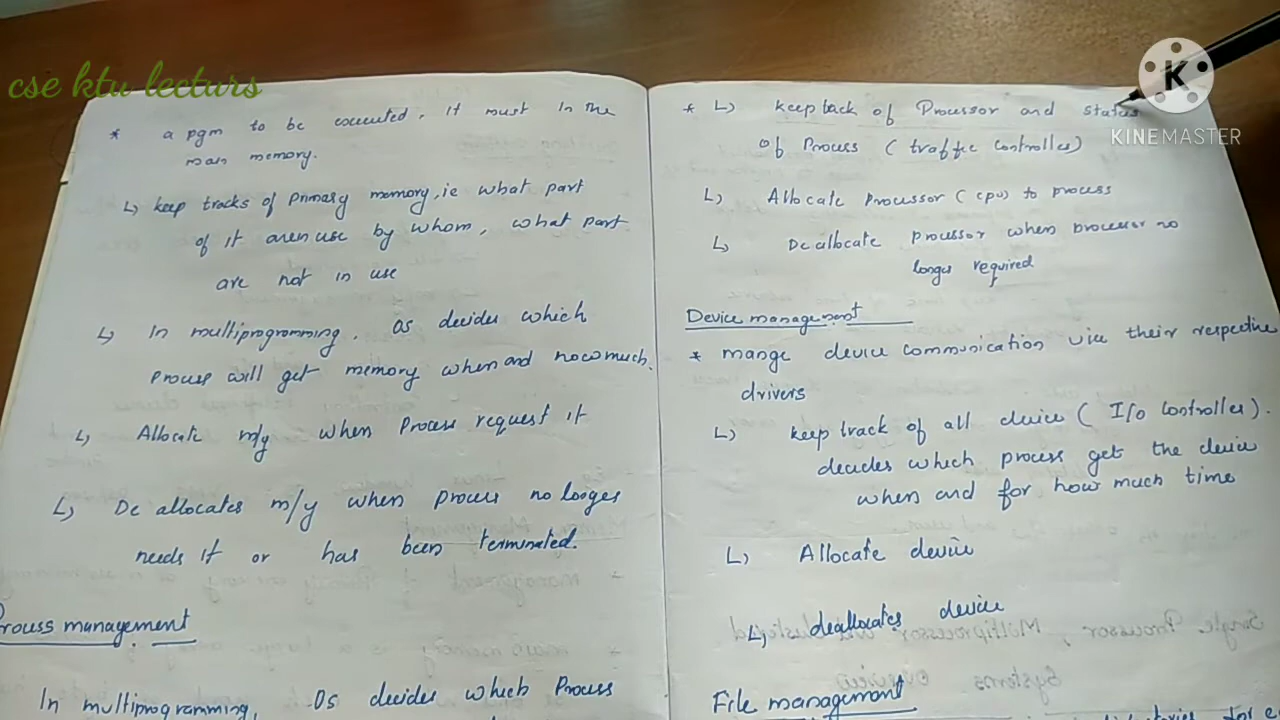 cse ktu lecturs
K
KINEMASTER
* a pgm to be executed, it must in the
main memory.
↳ keep tracks of primary memory, ie what part
of it are in use by whom, what part
are not in use
↳ In multiprogramming, OS decides which
Process will get memory when and how much.
↳ Allocate m/y when Process request it
↳ De allocates m/y when process no longer
needs it or has been terminated.
Process management
In multiprogramming, Os decides which Process
* ↳ keep track of Processor and status
of Process (traffic controller)
↳ Allocate Processor (cpu) to process
↳ De allocate processor when processor no
longer required
Device management
* mange device communication via their respective
drivers
↳ keep track of all device (I/o controller).
decides which process get the device
when and for how much time
↳ Allocate device
↳ deallocates device
File management